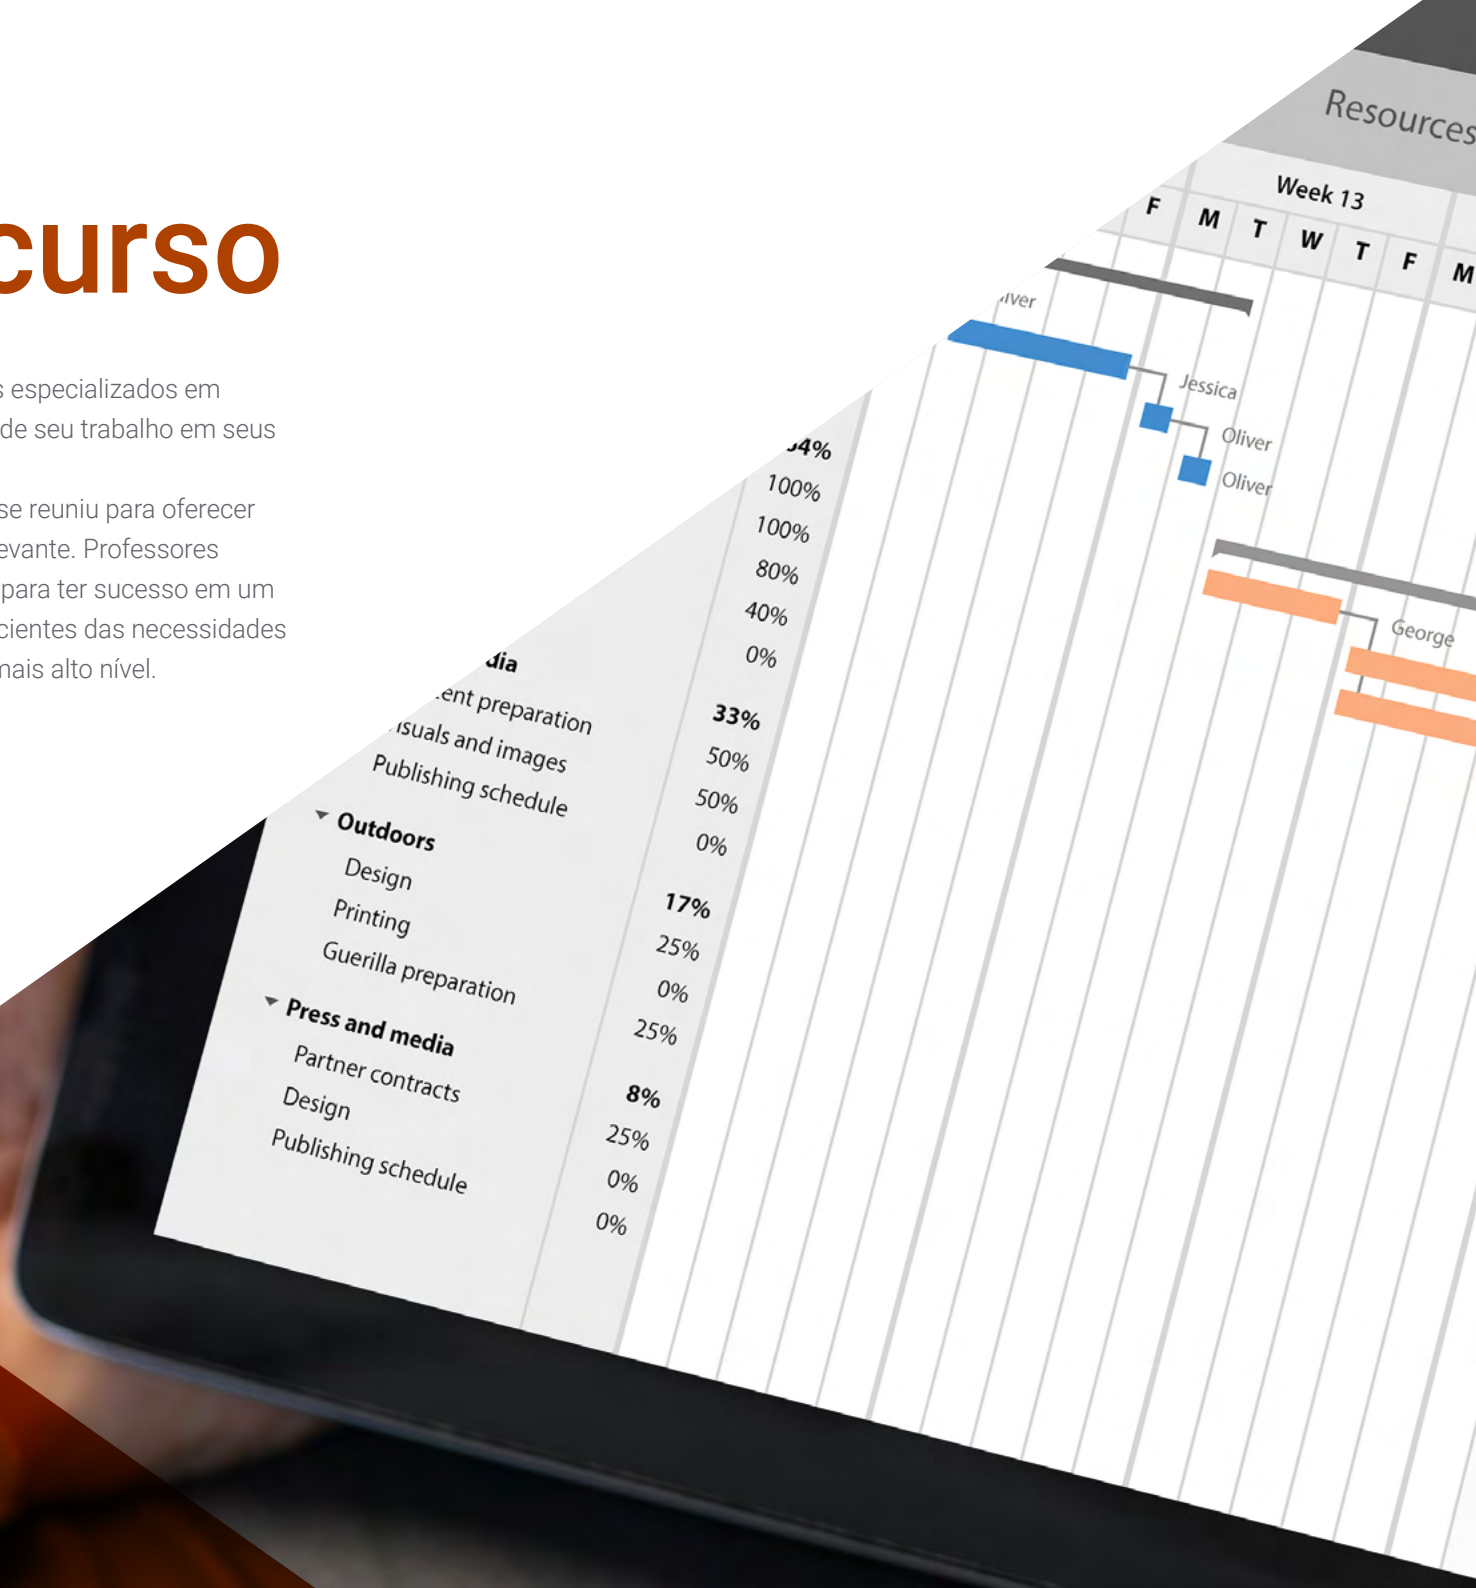 curso
especializados em
de seu trabalho em seus
se reuniu para oferecer
Professores
para ter sucesso em um
das necessidades
alto nível.
Resources
Week 13
F M T W T F M
Jessica
Oliver
Oliver
George
100%
100%
80%
40%
0%
33%
preparation 50%
and images 50%
Publishing schedule 0%
Outdoors 17%
Design 25%
Printing 0%
Guerilla preparation 25%
Press and media 8%
Partner contracts 25%
Design 0%
Publishing schedule 0%